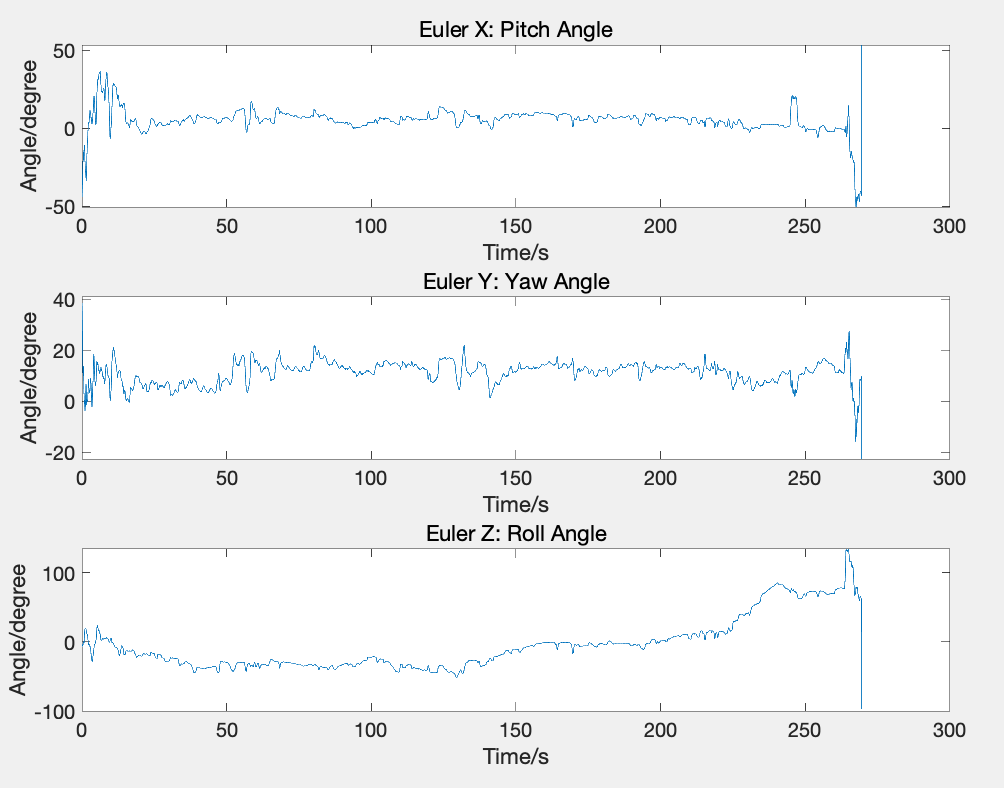 Euler X: Pitch Angle
50
0
-50
Angle/degree
0 50 100 150 200 250 300
Time/s
Euler Y: Yaw Angle
40
20
0
-20
Angle/degree
0 50 100 150 200 250 300
Time/s
Euler Z: Roll Angle
100
0
-100
Angle/degree
0 50 100 150 200 250 300
Time/s